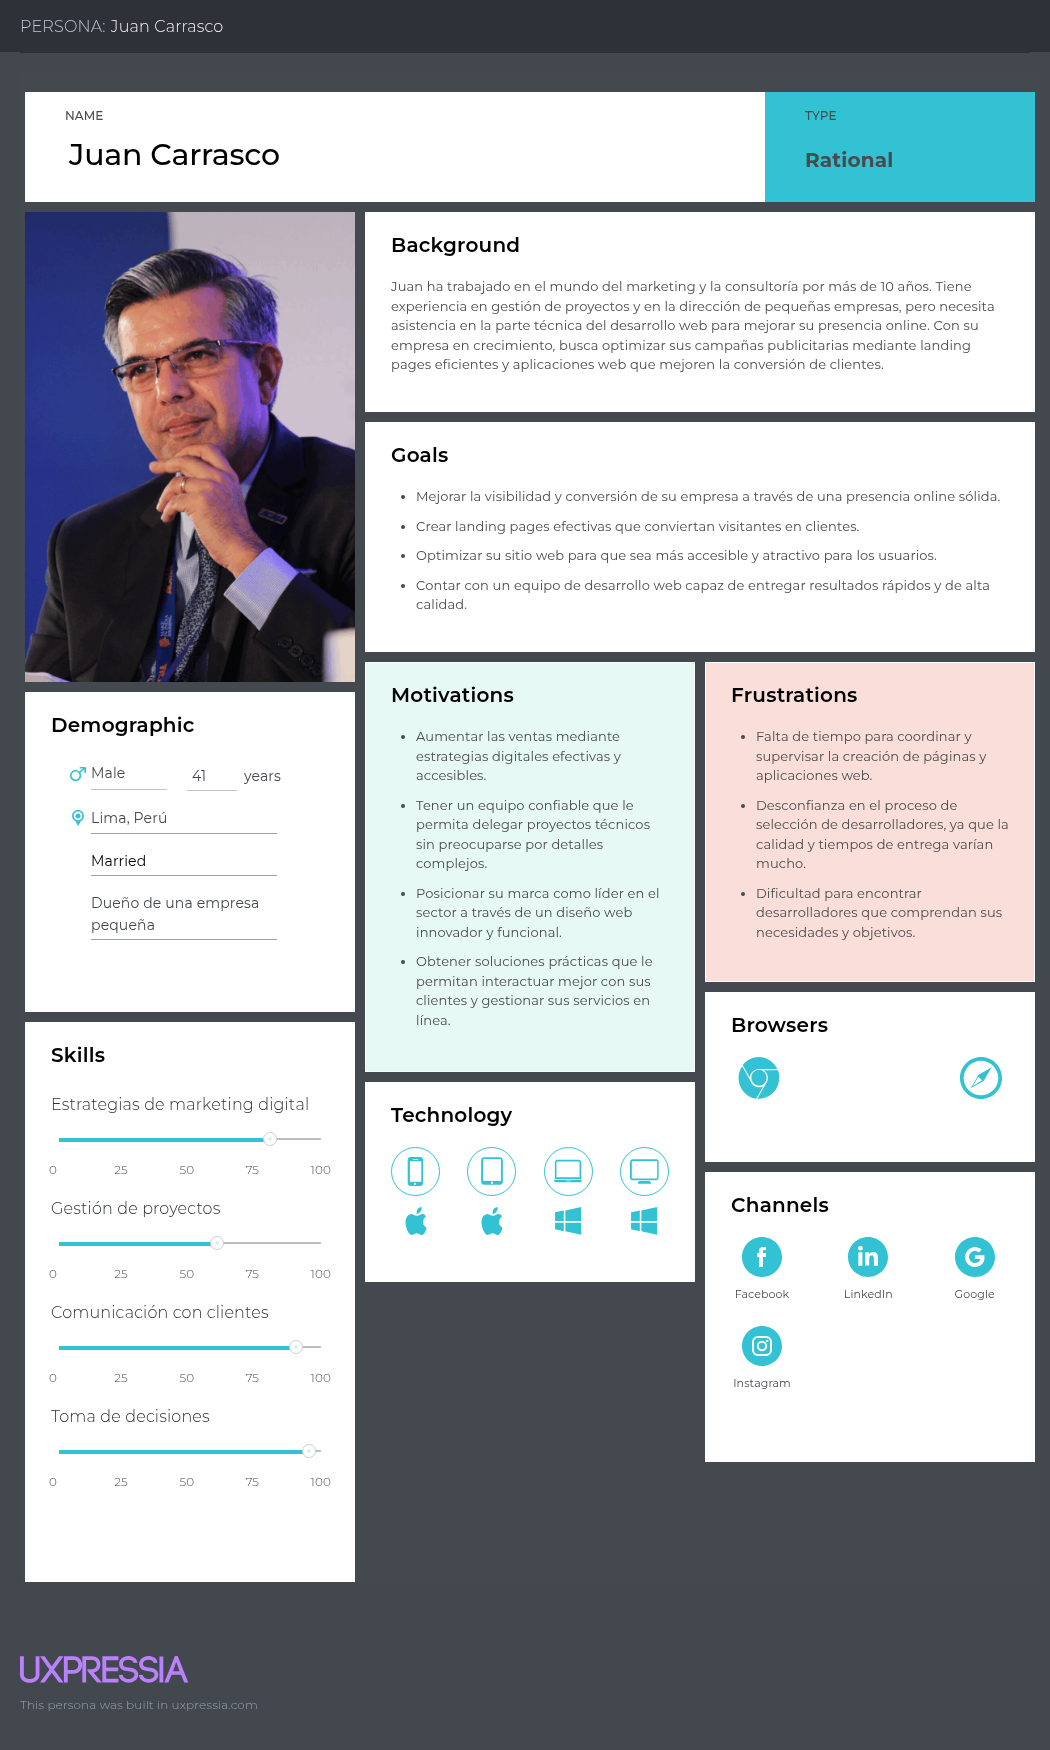 PERSONA: Juan Carrasco
NAME
Juan Carrasco
TYPE
Rational
Background
Juan ha trabajado en el mundo del marketing y la consultoría por más de 10 años. Tiene
experiencia en gestión de proyectos y en la dirección de pequeñas empresas, pero necesita
asistencia en la parte técnica del desarrollo web para mejorar su presencia online. Con su
empresa en crecimiento, busca optimizar sus campañas publicitarias mediante landing
pages eficientes y aplicaciones web que mejoren la conversión de clientes.
Goals
• Mejorar la visibilidad y conversión de su empresa a través de una presencia online sólida.
• Crear landing pages efectivas que conviertan visitantes en clientes.
• Optimizar su sitio web para que sea más accesible y atractivo para los usuarios.
• Contar con un equipo de desarrollo web capaz de entregar resultados rápidos y de alta
calidad.
Demographic
Male 41 years
Lima, Perú
Married
Dueño de una empresa
pequeña
Motivations
• Aumentar las ventas mediante
estrategias digitales efectivas y
accesibles.
• Tener un equipo confiable que le
permita delegar proyectos técnicos
sin preocuparse por detalles
complejos.
• Posicionar su marca como líder en el
sector a través de un diseño web
innovador y funcional.
• Obtener soluciones prácticas que le
permitan interactuar mejor con sus
clientes y gestionar sus servicios en
línea.
Frustrations
• Falta de tiempo para coordinar y
supervisar la creación de páginas y
aplicaciones web.
• Desconfianza en el proceso de
selección de desarrolladores, ya que la
calidad y tiempos de entrega varían
mucho.
• Dificultad para encontrar
desarrolladores que comprendan sus
necesidades y objetivos.
Skills
Estrategias de marketing digital
0 25 50 75 100
Gestión de proyectos
0 25 50 75 100
Comunicación con clientes
0 25 50 75 100
Toma de decisiones
0 25 50 75 100
Technology
Browsers
Channels
Facebook LinkedIn Google
Instagram
UXPRESSIA
This persona was built in uxpressia.com